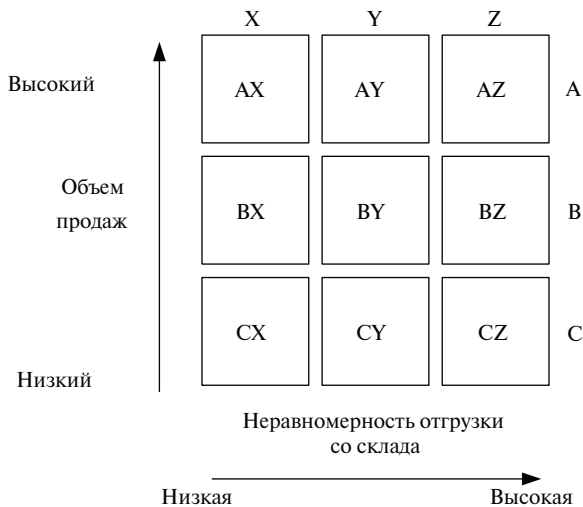 X Y Z
Высокий AX AY AZ A
Объем
продаж BX BY BZ B
Низкий CX CY CZ C
Неравномерность отгрузки
со склада
Низкая Высокая